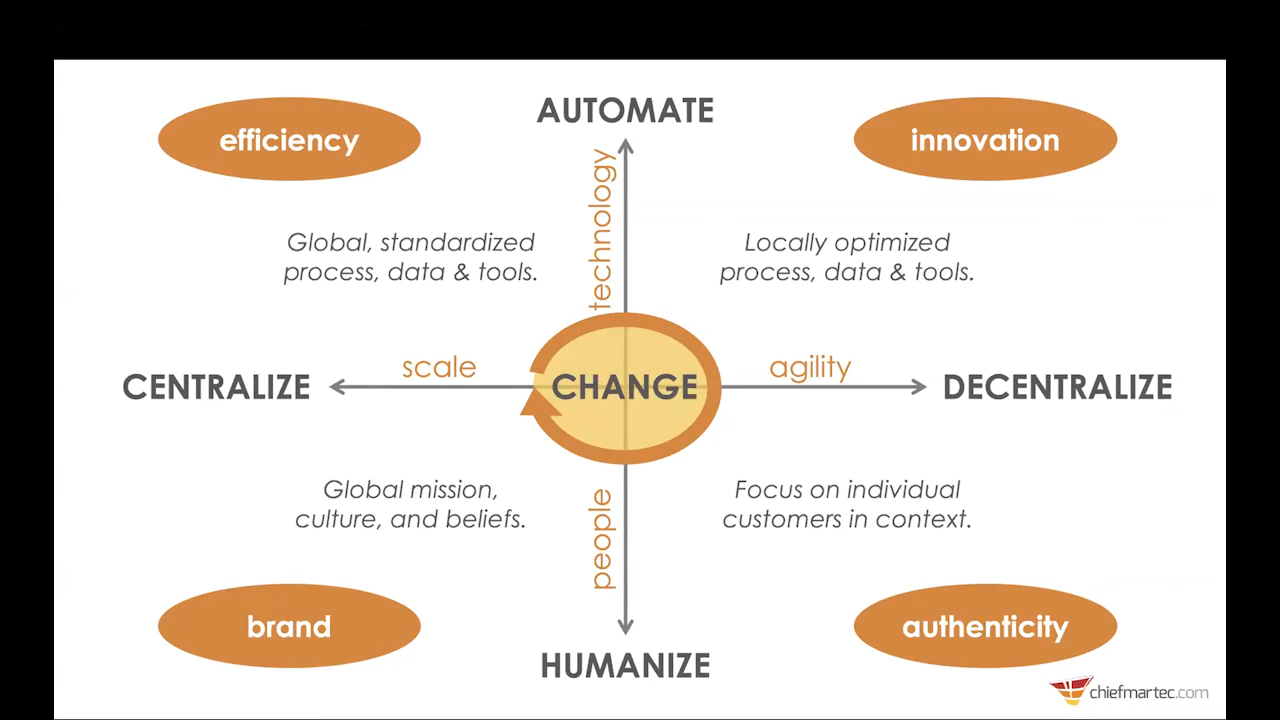 AUTOMATE
efficiency
innovation
technology
Global, standardized
process, data & tools.
Locally optimized
process, data & tools.
scale
agility
CENTRALIZE
CHANGE
DECENTRALIZE
Global mission,
culture, and beliefs.
Focus on individual
customers in context.
people
brand
authenticity
HUMANIZE
chiefmartec.com